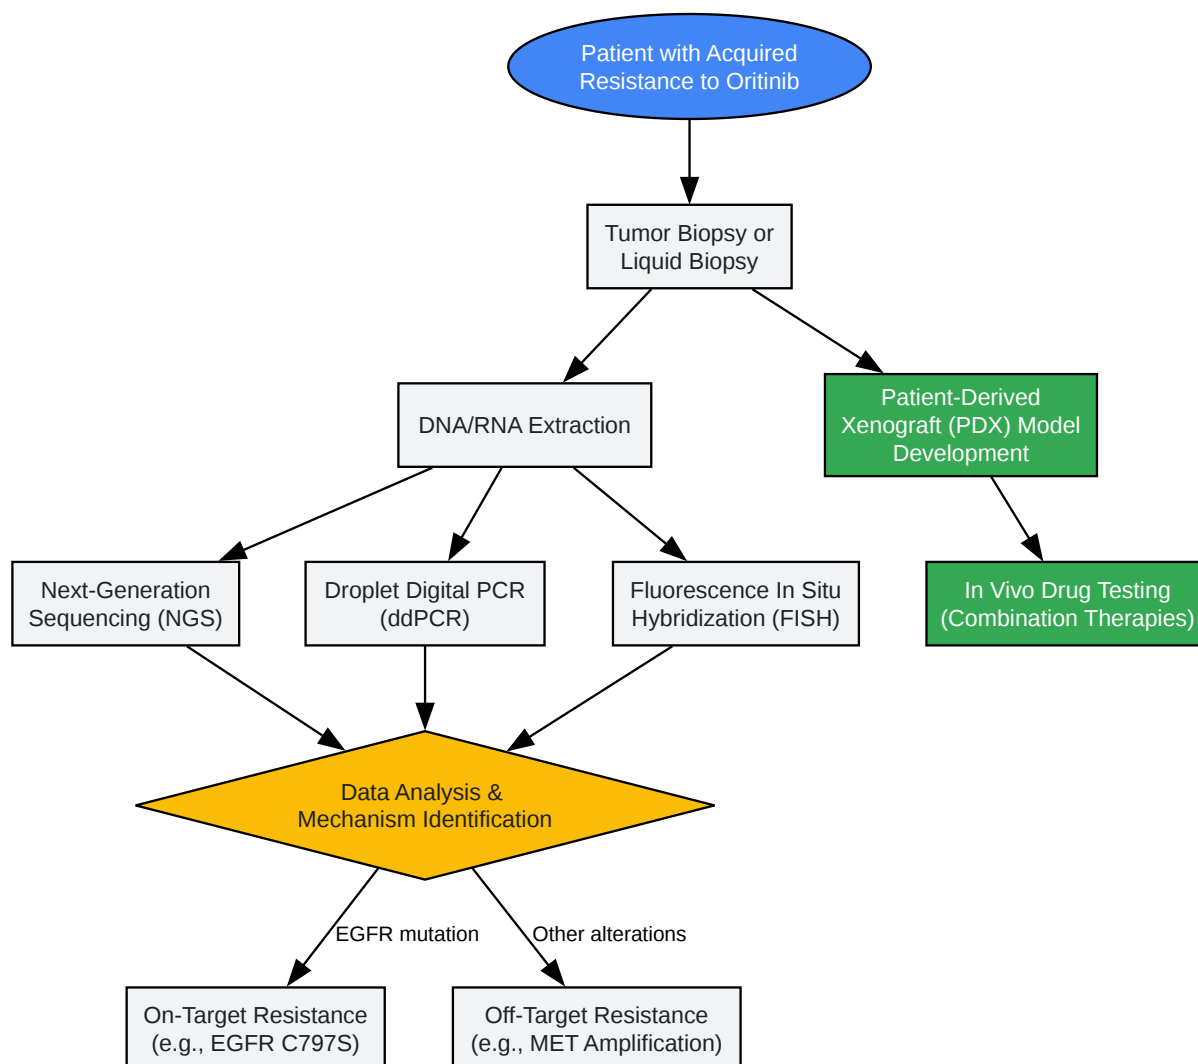 Patient with Acquired
Resistance to Oritinib
Tumor Biopsy or
Liquid Biopsy
DNA/RNA Extraction
Patient-Derived
Xenograft (PDX) Model
Development
Next-Generation
Sequencing (NGS)
Droplet Digital PCR
(ddPCR)
Fluorescence In Situ
Hybridization (FISH)
In Vivo Drug Testing
(Combination Therapies)
Data Analysis &
Mechanism Identification
EGFR mutation
Other alterations
On-Target Resistance
(e.g., EGFR C797S)
Off-Target Resistance
(e.g., MET Amplification)